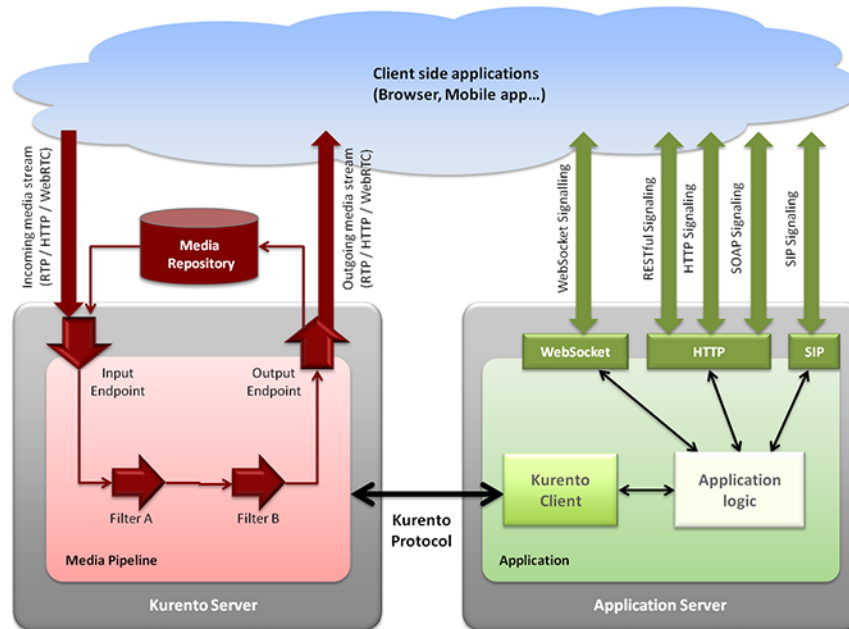 Client side applications
(Browser, Mobile app...)
Incoming media stream
(RTP / HTTP / WebRTC)
Media
Repository
Outgoing media stream
(RTP / HTTP / WebRTC)
WebSocket Signalling
RESTful Signaling
HTTP Signaling
SOAP Signaling
SIP Signaling
Input
Endpoint
Output
Endpoint
Filter A
Filter B
Media Pipeline
Kurento Server
Kurento
Protocol
WebSocket
HTTP
SIP
Kurento
Client
Application
logic
Application
Application Server